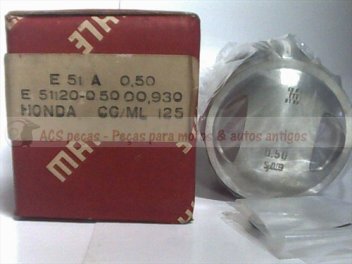 MAHLE
E 51 A 0,50
E 51120-0 50 00,930
HONDA CG/ML 125
ACS peças - Peças para motos & autos antigos
0.50